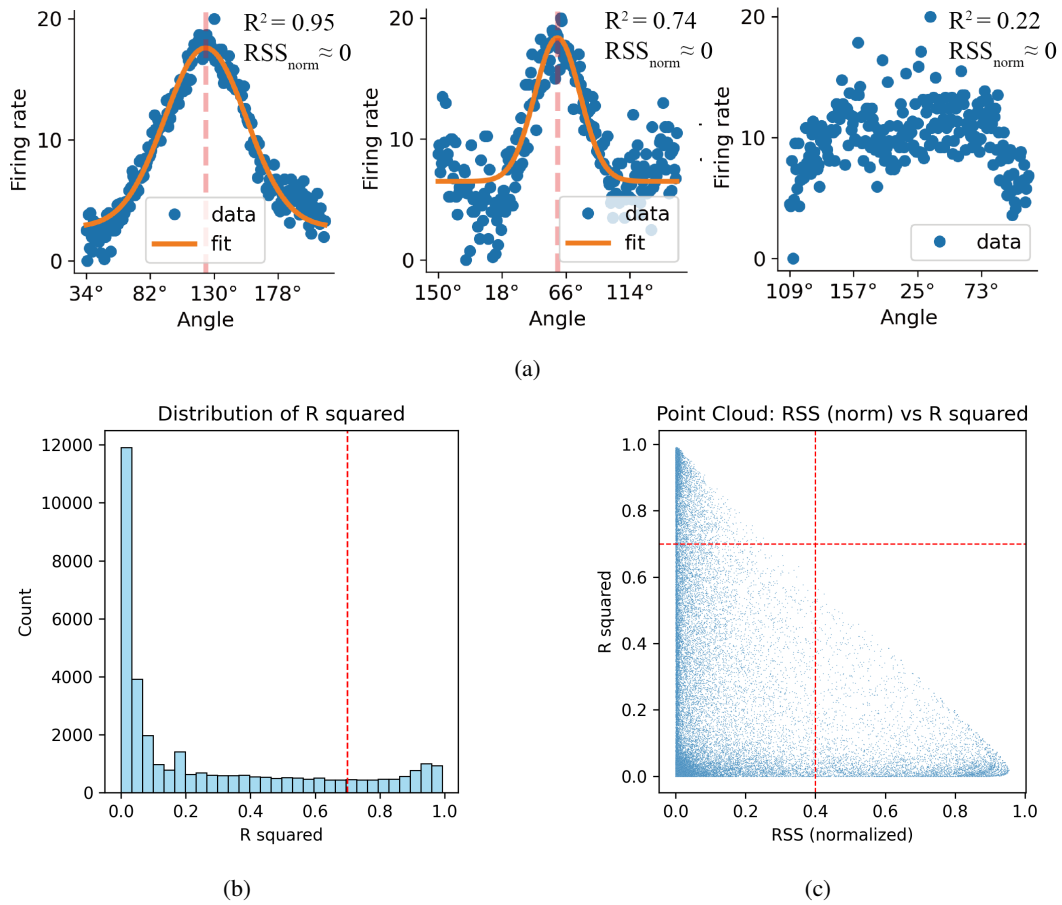 R² = 0.95
RSSnorm ≈ 0
20
10
0
Firing rate
data
fit
34° 82° 130° 178°
Angle
R² = 0.74
RSSnorm ≈ 0
20
10
0
Firing rate
data
fit
150° 18° 66° 114°
Angle
R² = 0.22
RSSnorm ≈ 0
20
10
0
Firing rate
data
109° 157° 25° 73°
Angle
(a)
Distribution of R squared
12000
10000
8000
6000
4000
2000
0
Count
0.0 0.2 0.4 0.6 0.8 1.0
R squared
(b)
Point Cloud: RSS (norm) vs R squared
1.0
0.8
0.6
0.4
0.2
0.0
R squared
0.0 0.2 0.4 0.6 0.8 1.0
RSS (normalized)
(c)